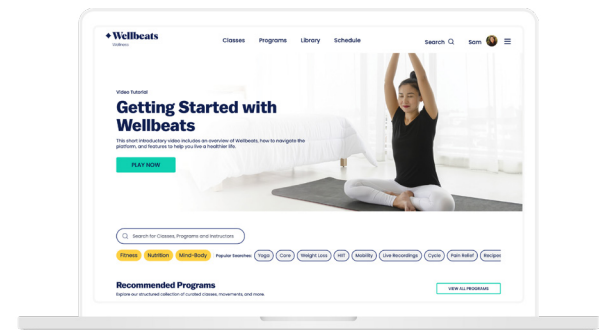 Wellbeats
Wellness
Classes Programs Library Schedule Search Sam
Video Tutorial
Getting Started with
Wellbeats
This short introductory video includes an overview of Wellbeats, how to navigate the
platform, and features to help you live a healthier life.
PLAY NOW
Search for Classes, Programs and Instructors
Fitness Nutrition Mind-Body Popular Searches: Yoga Core Weight Loss HIIT Mobility Live Recordings Cycle Pain Relief Recipes
Recommended Programs
Explore our structured collection of curated classes, movements, and more.
VIEW ALL PROGRAMS